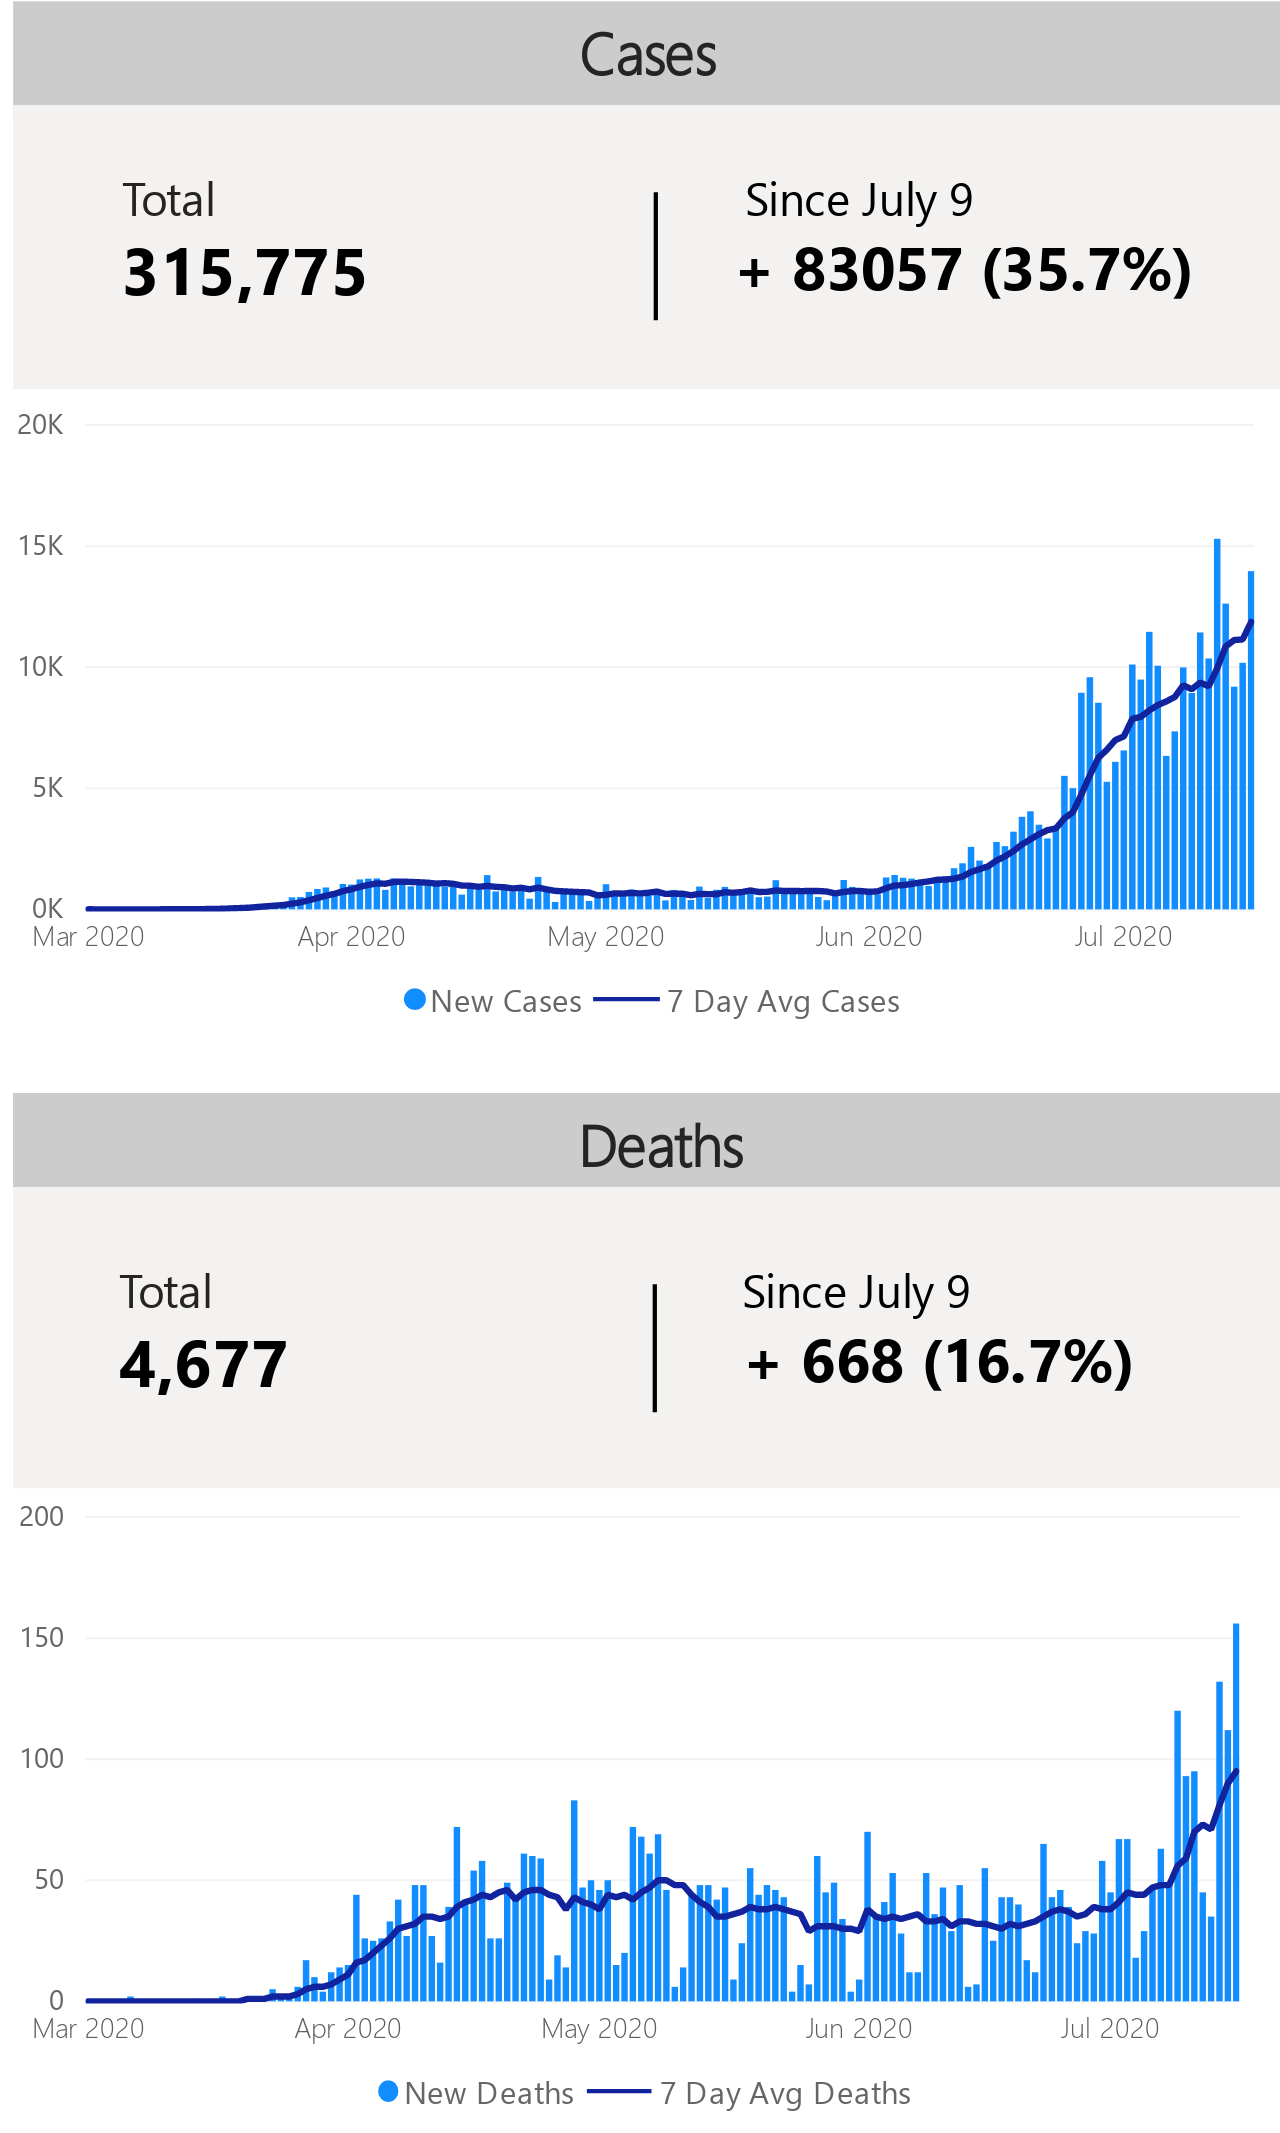 Cases
Total
315,775
Since July 9
+ 83057 (35.7%)
20K
15K
10K
5K
0K
Mar 2020 Apr 2020 May 2020 Jun 2020 Jul 2020
New Cases 7 Day Avg Cases
Deaths
Total
4,677
Since July 9
+ 668 (16.7%)
200
150
100
50
0
Mar 2020 Apr 2020 May 2020 Jun 2020 Jul 2020
New Deaths 7 Day Avg Deaths